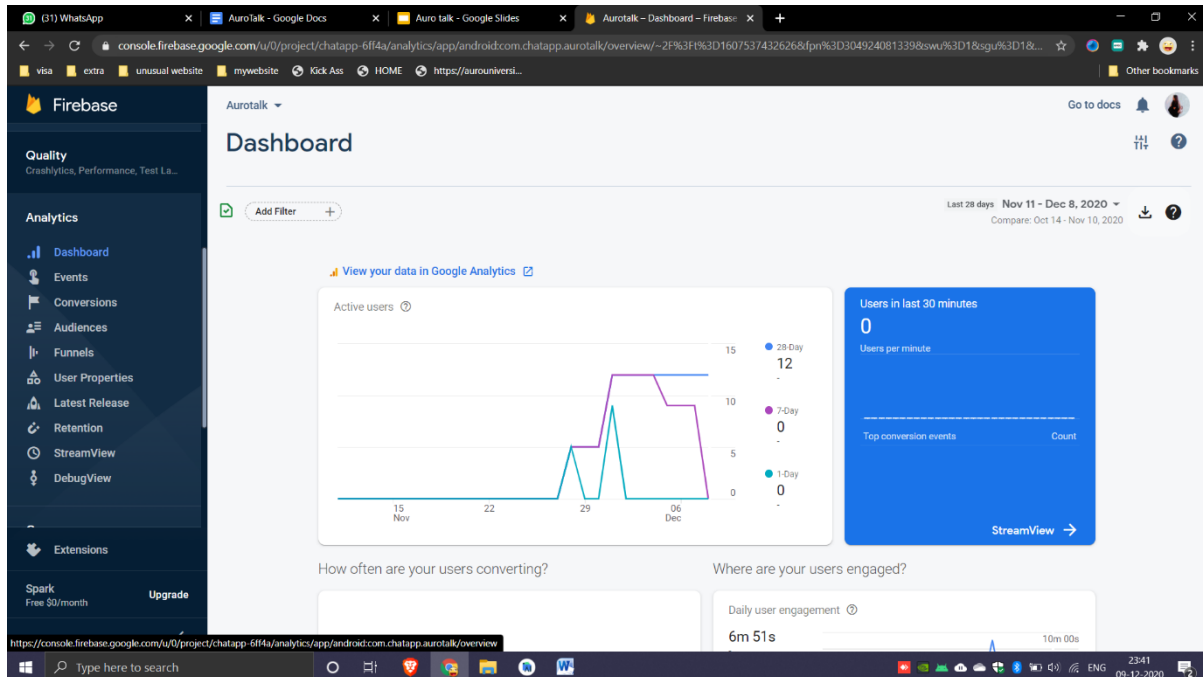 (31) WhatsApp
AuroTalk - Google Docs
Auro talk - Google Slides
Aurotalk – Dashboard – Firebase
console.firebase.google.com/u/0/project/chatapp-6ff4a/analytics/app/android:com.chatapp.aurotalk/overview/~2F%3Ft%3D1607537432626&fpn%3D304924081339&swu%3D1&sgu%3D1&...
visa
extra
unusual website
mywebsite
Kick Ass
HOME
https://aurouniversi...
Other bookmarks
Firebase
Quality
Crashlytics, Performance, Test La...
Analytics
Dashboard
Events
Conversions
Audiences
Funnels
User Properties
Latest Release
Retention
StreamView
DebugView
Extensions
Spark
Free $0/month
Upgrade
Aurotalk
Go to docs
Dashboard
Add Filter
Last 28 days Nov 11 - Dec 8, 2020
Compare: Oct 14 - Nov 10, 2020
View your data in Google Analytics
Active users
15
10
5
0
15
Nov
22
29
06
Dec
28-Day
12
-
7-Day
0
-
1-Day
0
-
Users in last 30 minutes
0
Users per minute
Top conversion events
Count
StreamView
How often are your users converting?
Where are your users engaged?
Daily user engagement
6m 51s
10m 00s
https://console.firebase.google.com/u/0/project/chatapp-6ff4a/analytics/app/android:com.chatapp.aurotalk/overview
Type here to search
ENG
23:41
09-12-2020